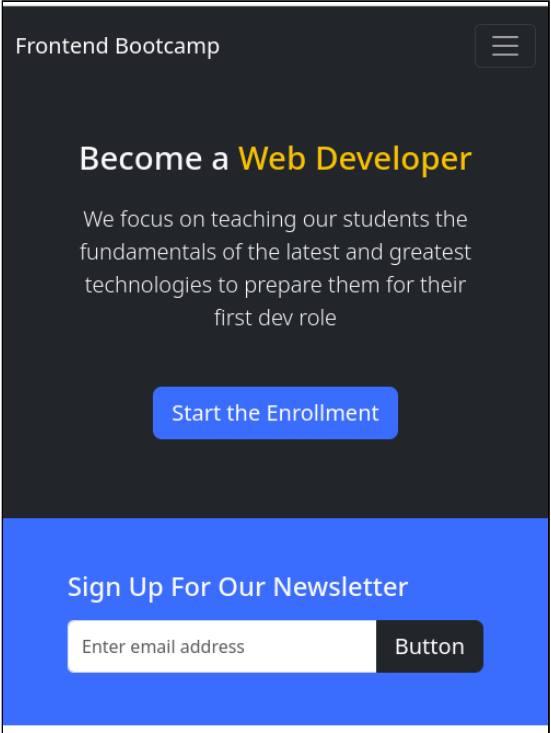 Frontend Bootcamp
Become a Web Developer
We focus on teaching our students the
fundamentals of the latest and greatest
technologies to prepare them for their
first dev role
Start the Enrollment
Sign Up For Our Newsletter
Enter email address
Button